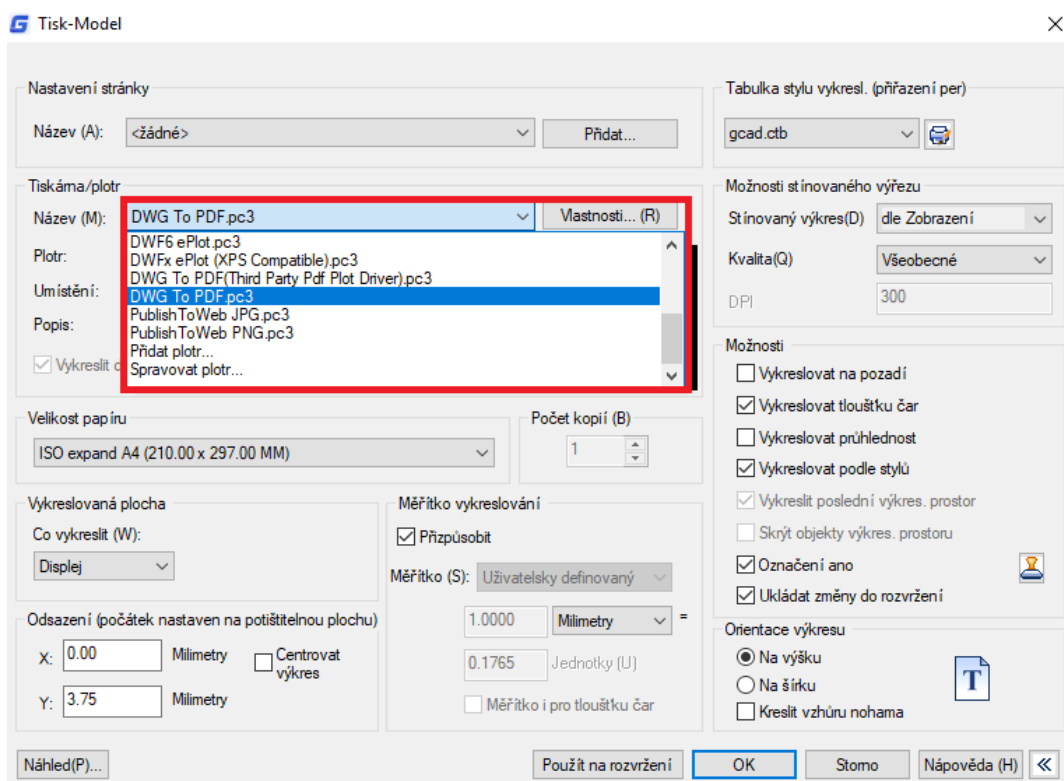 Tisk-Model
Nastavení stránky
Název (A):
<žádné>
Přidat...
Tiskárna/plotr
Název (M):
DWG To PDF.pc3
Vlastnosti... (R)
DWF6 ePlot.pc3
DWFx ePlot (XPS Compatible).pc3
DWG To PDF(Third Party Pdf Plot Driver).pc3
DWG To PDF.pc3
PublishToWeb JPG.pc3
PublishToWeb PNG.pc3
Přidat plotr...
Spravovat plotr...
Plotr:
Umístění:
Popis:
Vykreslit
Velikost papíru
ISO expand A4 (210.00 x 297.00 MM)
Počet kopií (B)
1
Vykreslovaná plocha
Co vykreslit (W):
Displej
Měřítko vykreslování
Přizpůsobit
Měřítko (S):
Uživatelsky definovaný
1.0000
Milimetry
=
0.1765
Jednotky (U)
Měřítko i pro tloušťku čar
Odsazení (počátek nastaven na potištitelnou plochu)
X:
0.00
Milimetry
Centrovat
výkres
Y:
3.75
Milimetry
Tabulka stylu vykresl. (přiřazení per)
gcad.ctb
Možnosti stínovaného výřezu
Stínovaný výkres(D)
dle Zobrazení
Kvalita(Q)
Všeobecné
DPI
300
Možnosti
Vykreslovat na pozadí
Vykreslovat tloušťku čar
Vykreslovat průhlednost
Vykreslovat podle stylů
Vykreslit poslední výkres. prostor
Skrýt objekty výkres. prostoru
Označení ano
Ukládat změny do rozvržení
Orientace výkresu
Na výšku
Na šířku
Kreslit vzhůru nohama
T
Náhled(P)...
Použít na rozvržení
OK
Storno
Nápověda (H)